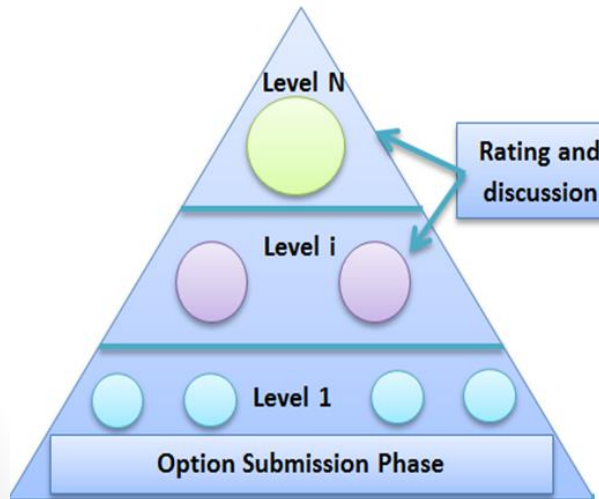 Level N
Rating and
discussion
Level i
Level 1
Option Submission Phase